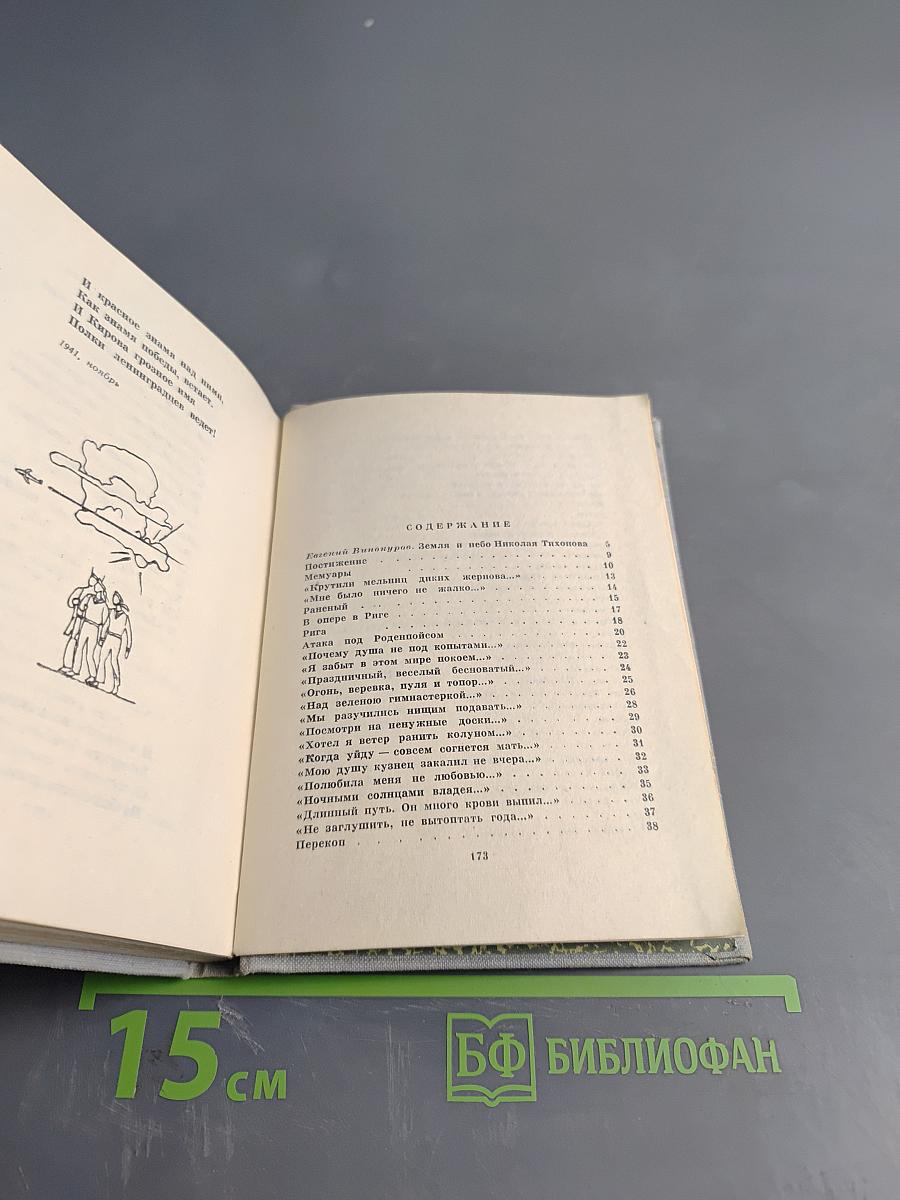 И красное знамя над ними,
Как знамя победы, встает.
И Кирова грозное имя
Полки ленинградцев ведет!
1941, ноябрь
СОДЕРЖАНИЕ
Евгений Винокуров. Земля и небо Николая Тихонова 5
Постижение 9
Мемуары 10
«Крутили мельниц диких жернова...» 13
«Мне было ничего не жалко...» 14
Раненый 15
В опере в Риге 17
Рига 18
Атака под Роденпойсом 20
«Почему душа не под копытами...» 22
«Я забыт в этом мире покоем...» 23
«Праздничный, веселый бесноватый...» 24
«Огонь, веревка, пуля и топор...» 25
«Над зеленою гимнастеркой...» 26
«Мы разучились нищим подавать...» 28
«Посмотри на ненужные доски...» 29
«Хотел я ветер ранить колуном...» 30
«Когда уйду — совсем согнется мать...» 31
«Мою душу кузнец закалил не вчера...» 32
«Полюбила меня не любовью...» 33
«Ночными солнцами владея...» 35
«Длинный путь. Он много крови выпил...» 36
«Не заглушить, не вытоптать года...» 37
Перекоп 38
173
15 см
БФ БИБЛИОФАН